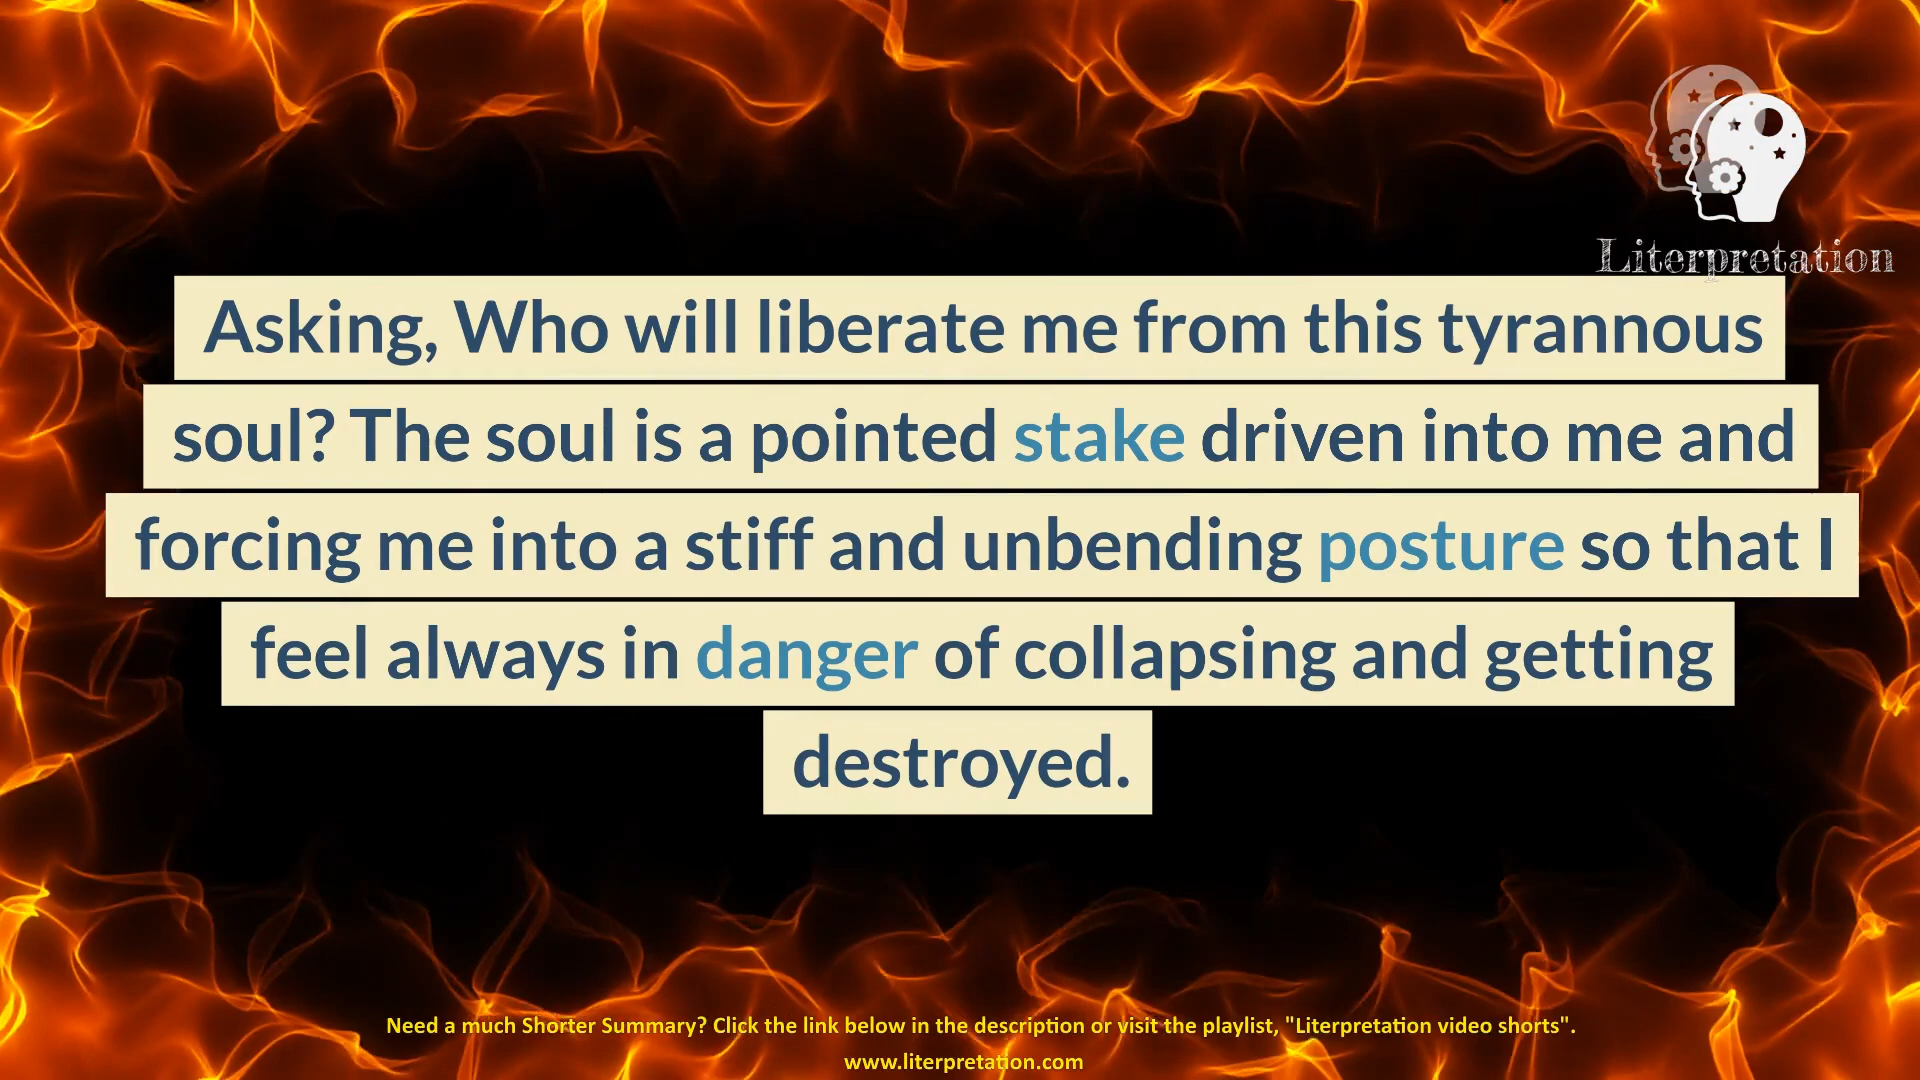 Literpretation
Asking, Who will liberate me from this tyrannous
soul? The soul is a pointed stake driven into me and
forcing me into a stiff and unbending posture so that I
feel always in danger of collapsing and getting
destroyed.
Need a much Shorter Summary? Click the link below in the description or visit the playlist, "Literpretation video shorts".
www.literpretation.com